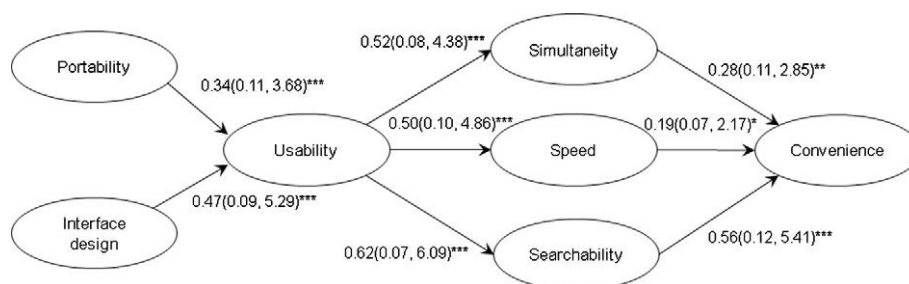 Portability
0.34(0.11, 3.68)***
Interface
design
0.47(0.09, 5.29)***
Usability
0.52(0.08, 4.38)***
0.50(0.10, 4.86)***
0.62(0.07, 6.09)***
Simultaneity
Speed
Searchability
0.28(0.11, 2.85)**
0.19(0.07, 2.17)*
0.56(0.12, 5.41)***
Convenience